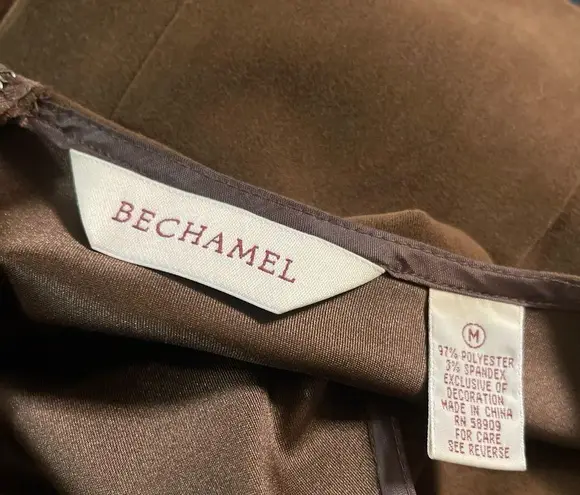 BECHAMEL
M
97% POLYESTER
3% SPANDEX
EXCLUSIVE OF
DECORATION
MADE IN CHINA
RN 58909
FOR CARE
SEE REVERSE